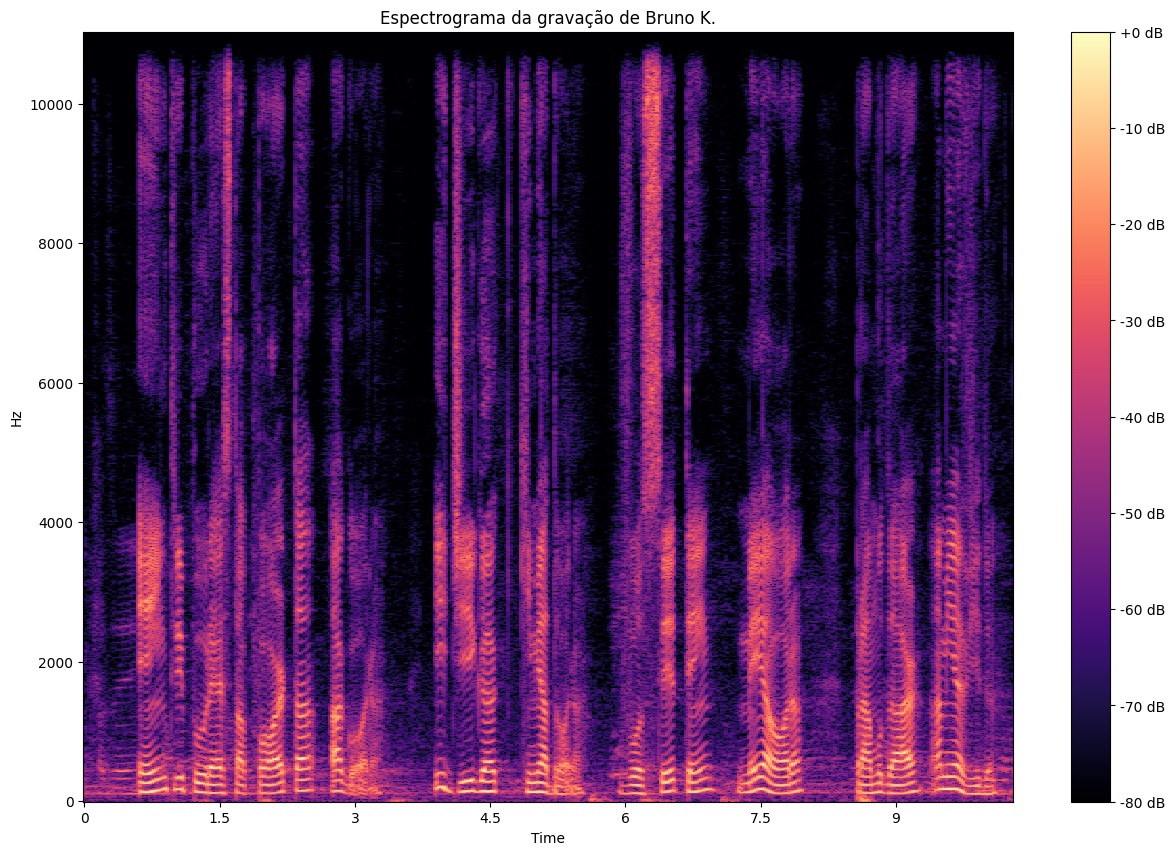 Espectrograma da gravação de Bruno K.
Hz
10000
8000
6000
4000
2000
0
0 1.5 3 4.5 6 7.5 9
Time
+0 dB
-10 dB
-20 dB
-30 dB
-40 dB
-50 dB
-60 dB
-70 dB
-80 dB